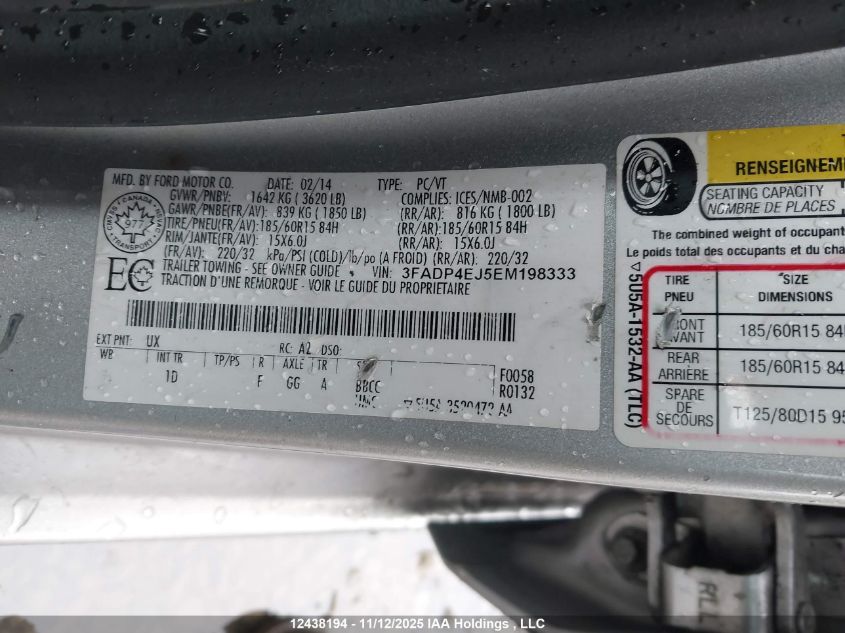 MFD. BY FORD MOTOR CO. DATE: 02/14 TYPE: PC/VT
GVWR/PNBV: 1642 KG ( 3620 LB) COMPLIES: ICES/NMB-002
GAWR/PNBE(FR/AV): 839 KG ( 1850 LB) (RR/AR): 816 KG ( 1800 LB)
TIRE/PNEU(FR/AV):185/60R15 84H (RR/AR):185/60R15 84H
RIM/JANTE(FR/AV): 15X6.0J (RR/AR): 15X6.0J
(FR/AV): 220/32 kPa/PSI (COLD)/lb/po (A FROID) (RR/AR): 220/32
TRAILER TOWING - SEE OWNER GUIDE VIN: 3FADP4EJ5EM198333
TRACTION D'UNE REMORQUE - VOIR LE GUIDE DU PROPRIETAIRE
CANADA
977
EC
EXT PNT: UX RC: A2 DSO:
WB INT TR TP/PS R AXLE TR
1D F GG A BBCC
F0058
R0132
RENSEIGNEM
SEATING CAPACITY
NOMBRE DE PLACES
The combined weight of occupant
Le poids total des occupants et du cha
5U5A-1532-AA (TLC)
TIRE SIZE
PNEU DIMENSIONS
185/60R15 84
REAR
ARRIÈRE 185/60R15 84
SPARE
DE
SECOURS T125/80D15 95
RLL
12438194 - 11/12/2025 IAA Holdings , LLC